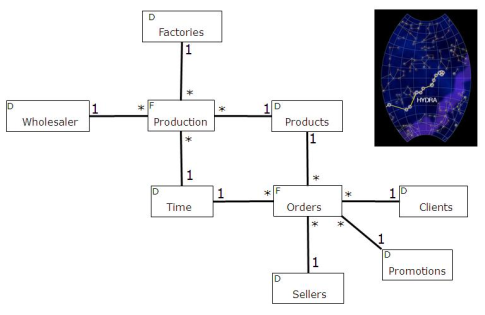 D
Factories
1
*
D
Wholesaler
1
*
F
Production
*
1
D
Products
*
1
1
*
D
Time
1
*
F
Orders
*
1
D
Clients
*
*
1
1
D
Promotions
D
Sellers
HYDRA